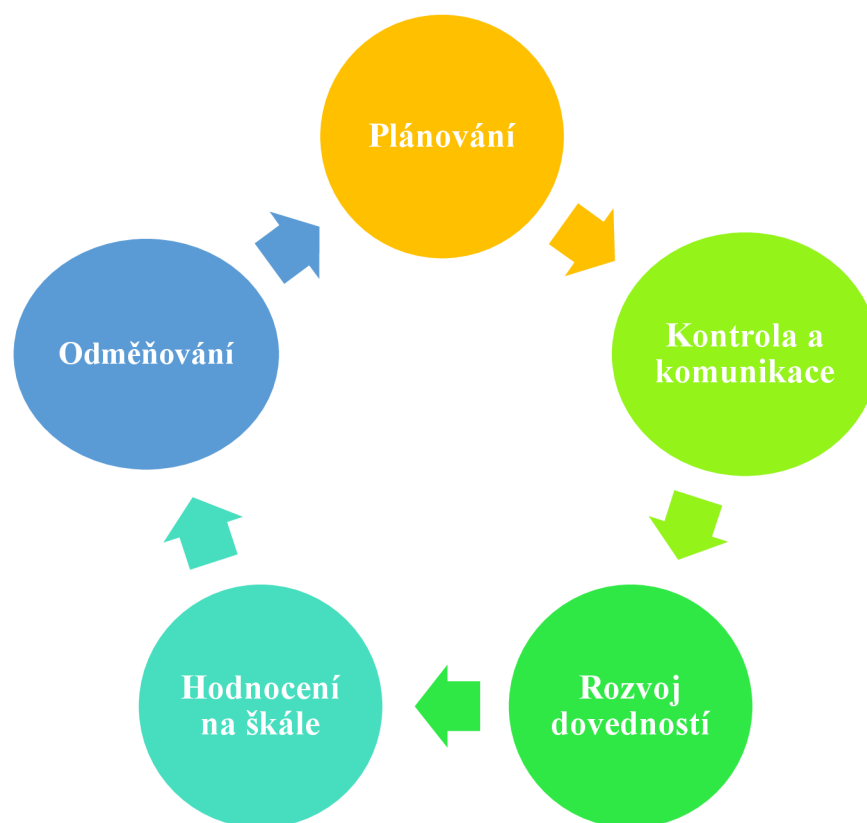 Plánování
Kontrola a
komunikace
Rozvoj
dovedností
Hodnocení
na škále
Odměňování